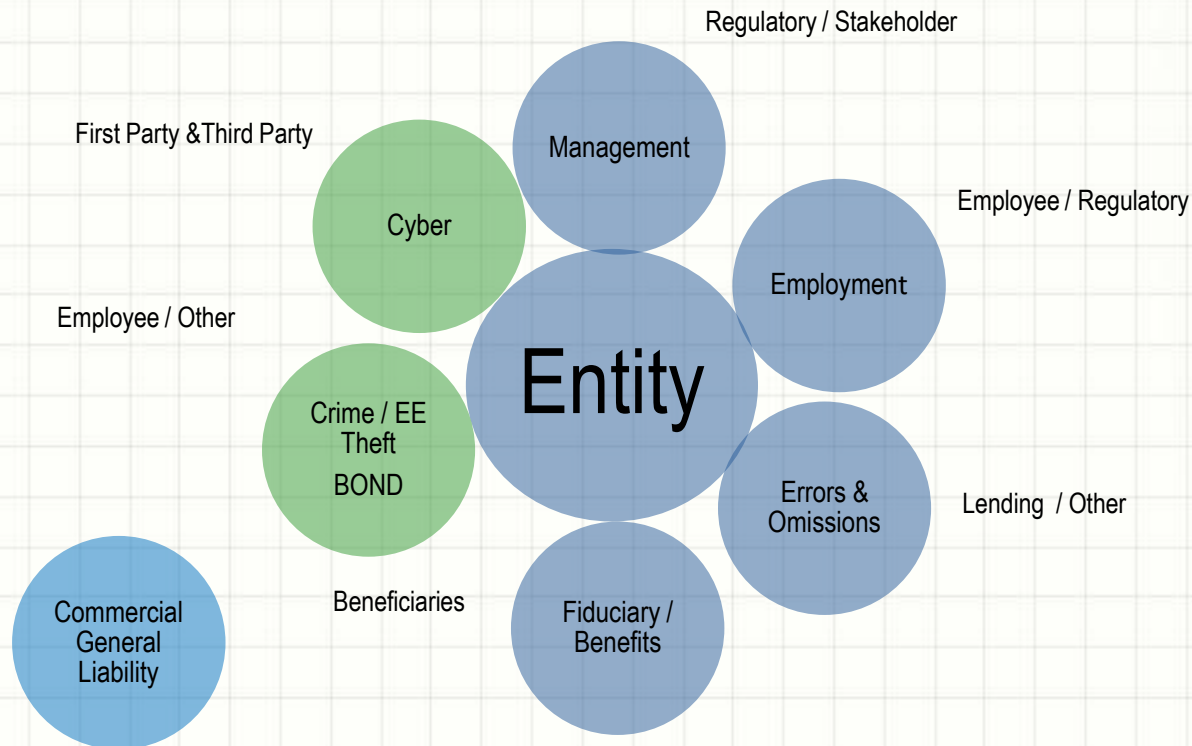 Regulatory / Stakeholder
First Party &Third Party
Management
Employee / Regulatory
Cyber
Employment
Employee / Other
Entity
Crime / EE
Theft
BOND
Errors &
Omissions
Lending / Other
Beneficiaries
Fiduciary /
Benefits
Commercial
General
Liability